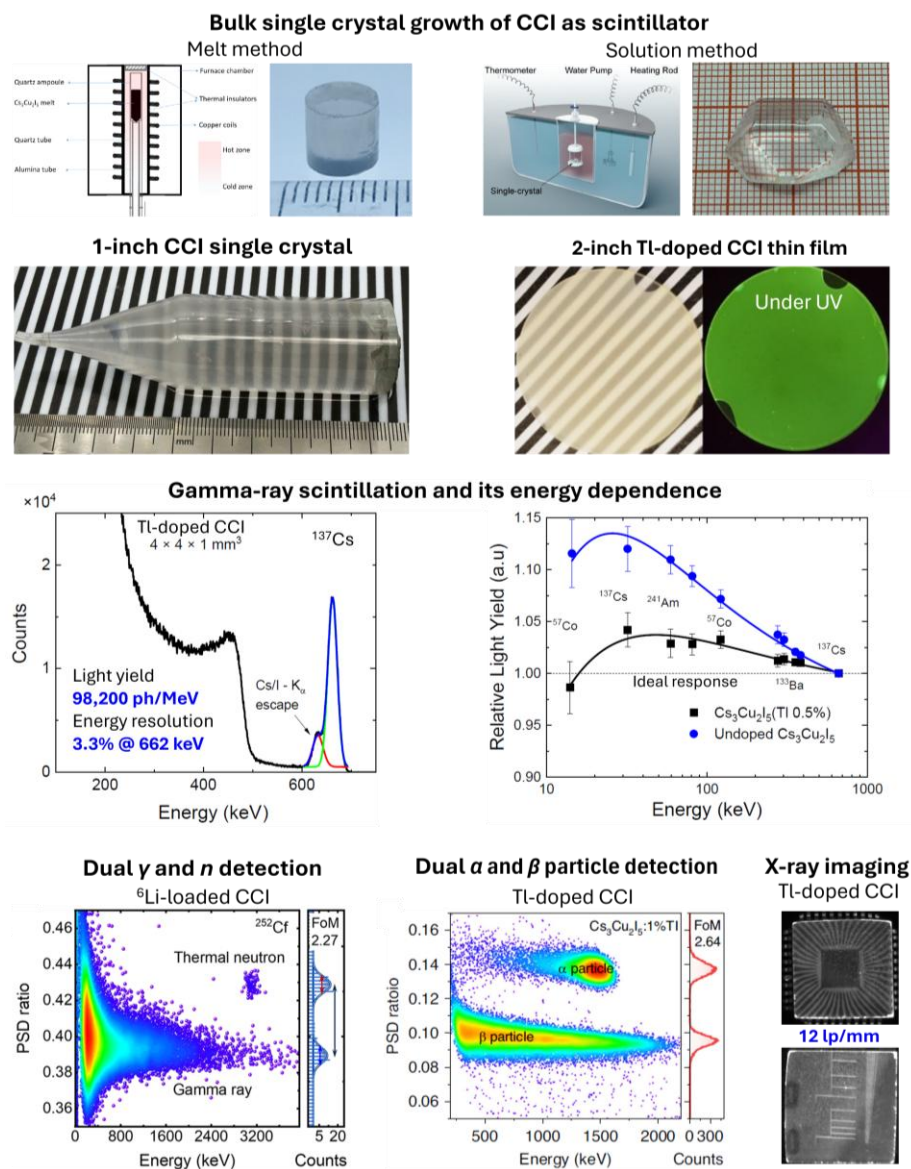 Bulk single crystal growth of CCI as scintillator
Melt method
Solution method
Furnace chamber
Quartz ampoule
Cs3Cu2I5 melt
Thermal insulators
Copper coils
Quartz tube
Hot zone
Alumina tube
Cold zone
Thermometer
Water Pump
Heating Rod
Single-crystal
1-inch CCI single crystal
2-inch Tl-doped CCI thin film
mm
Under UV
Gamma-ray scintillation and its energy dependence
×10⁴
Tl-doped CCI
4 × 4 × 1 mm³
¹³⁷Cs
Counts
2
1
0
Light yield
98,200 ph/MeV
Energy resolution
3.3% @ 662 keV
Cs/I - Kα
escape
200
400
600
Energy (keV)
Relative Light Yield (a.u)
1.15
1.10
1.05
1.00
0.95
0.90
⁵⁷Co
¹³⁷Cs
²⁴¹Am
⁵⁷Co
¹³³Ba
¹³⁷Cs
Ideal response
Cs₃Cu₂I₅(Tl 0.5%)
Undoped Cs₃Cu₂I₅
10
100
1000
Energy (keV)
Dual γ and n detection
⁶Li-loaded CCI
PSD ratio
0.46
0.44
0.42
0.40
0.38
0.36
²⁵²Cf
Thermal neutron
Gamma ray
FoM
2.27
0
800
1600
2400
3200
5 20
Energy (keV)
Counts
Dual α and β particle detection
Tl-doped CCI
PSD ratoio
0.16
0.14
0.12
0.10
0.08
0.06
Cs₃Cu₂I₅:1%Tl
α particle
β particle
FoM
2.64
500
1000
1500
2000
0 300
Energy (keV)
Counts
X-ray imaging
Tl-doped CCI
12 lp/mm